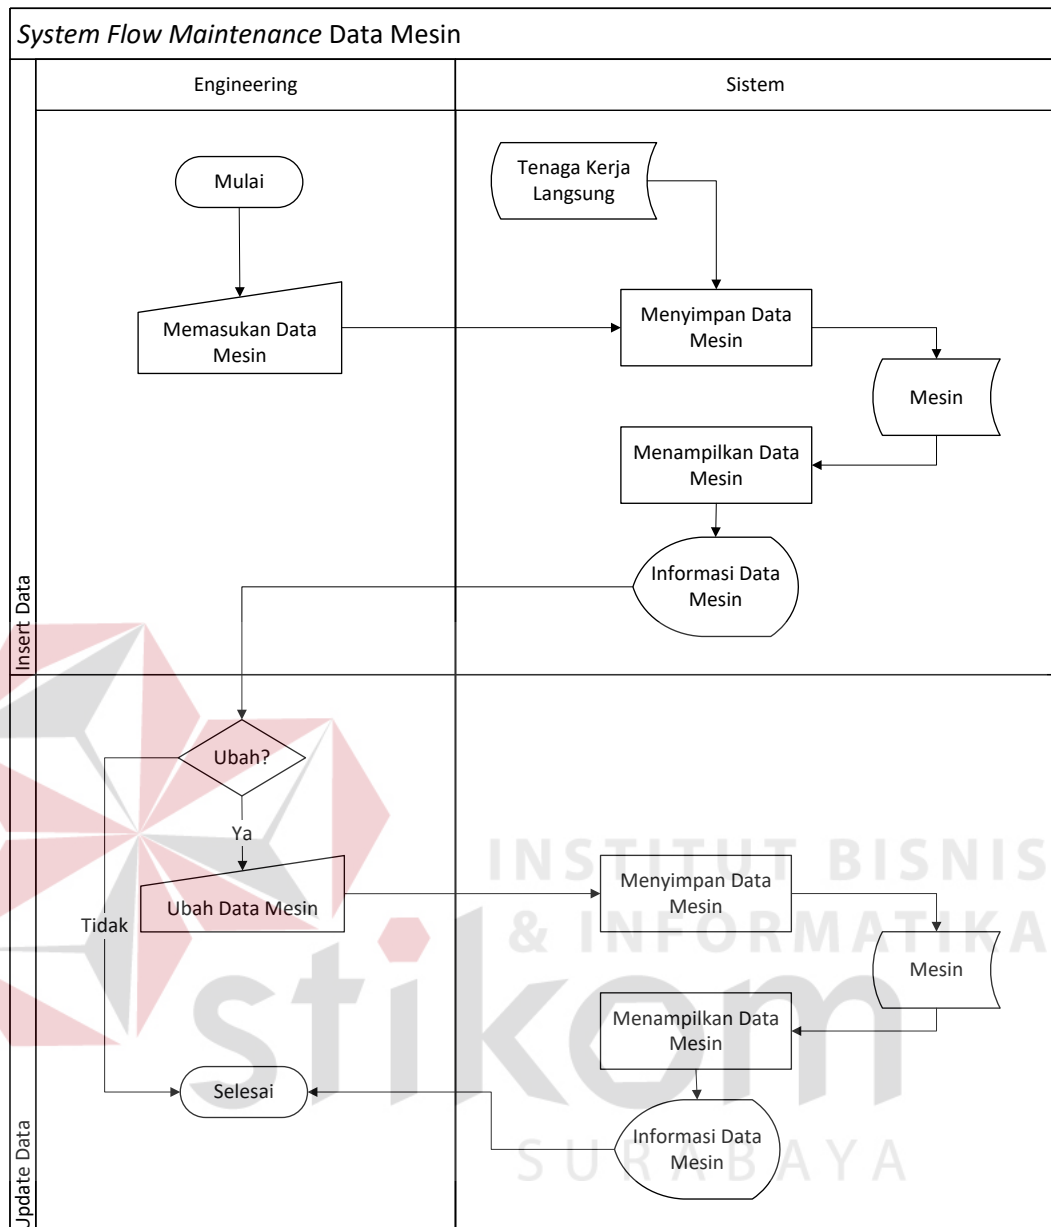 System Flow Maintenance Data Mesin
Engineering
Sistem
Insert Data
Mulai
Tenaga Kerja
Langsung
Memasukan Data
Mesin
Menyimpan Data
Mesin
Mesin
Menampilkan Data
Mesin
Informasi Data
Mesin
Update Data
Ubah?
Ya
Tidak
Ubah Data Mesin
Menyimpan Data
Mesin
Mesin
Menampilkan Data
Mesin
Selesai
Informasi Data
Mesin
INSTITUT BISNIS
& INFORMATIKA
stikom
SURABAYA